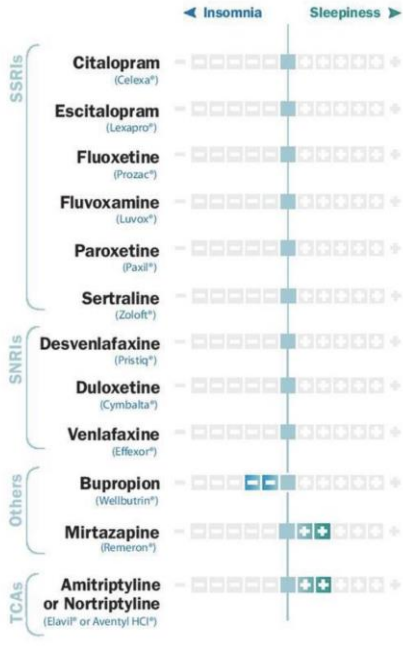 Insomnia Sleepiness
SSRIs
Citalopram
(Celexa®)
Escitalopram
(Lexapro®)
Fluoxetine
(Prozac®)
Fluvoxamine
(Luvox®)
Paroxetine
(Paxil®)
Sertraline
(Zoloft®)
SNRIs
Desvenlafaxine
(Pristiq®)
Duloxetine
(Cymbalta®)
Venlafaxine
(Effexor®)
Others
Bupropion
(Wellbutrin®)
Mirtazapine
(Remeron®)
TCAs
Amitriptyline
or Nortriptyline
(Elavil® or Aventyl HCl®)